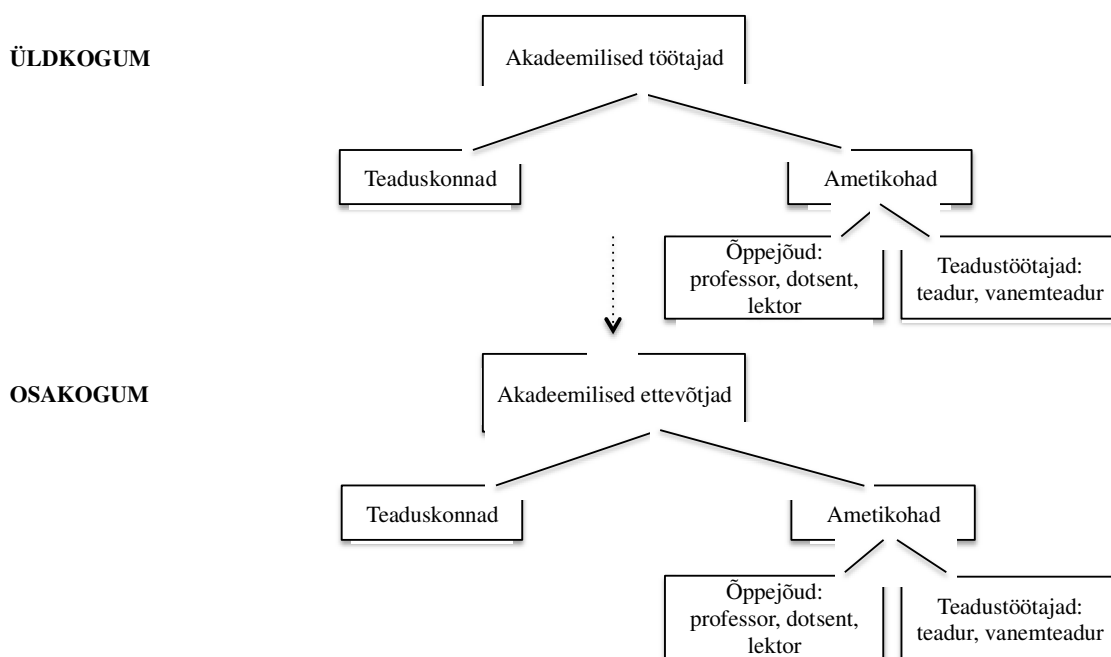 ÜLDKOGUM
Akadeemilised töötajad
Teaduskonnad
Ametikohad
Õppejõud:
professor, dotsent,
lektor
Teadustöötajad:
teadur, vanemteadur
OSAKOGUM
Akadeemilised ettevõtjad
Teaduskonnad
Ametikohad
Õppejõud:
professor, dotsent,
lektor
Teadustöötajad:
teadur, vanemteadur